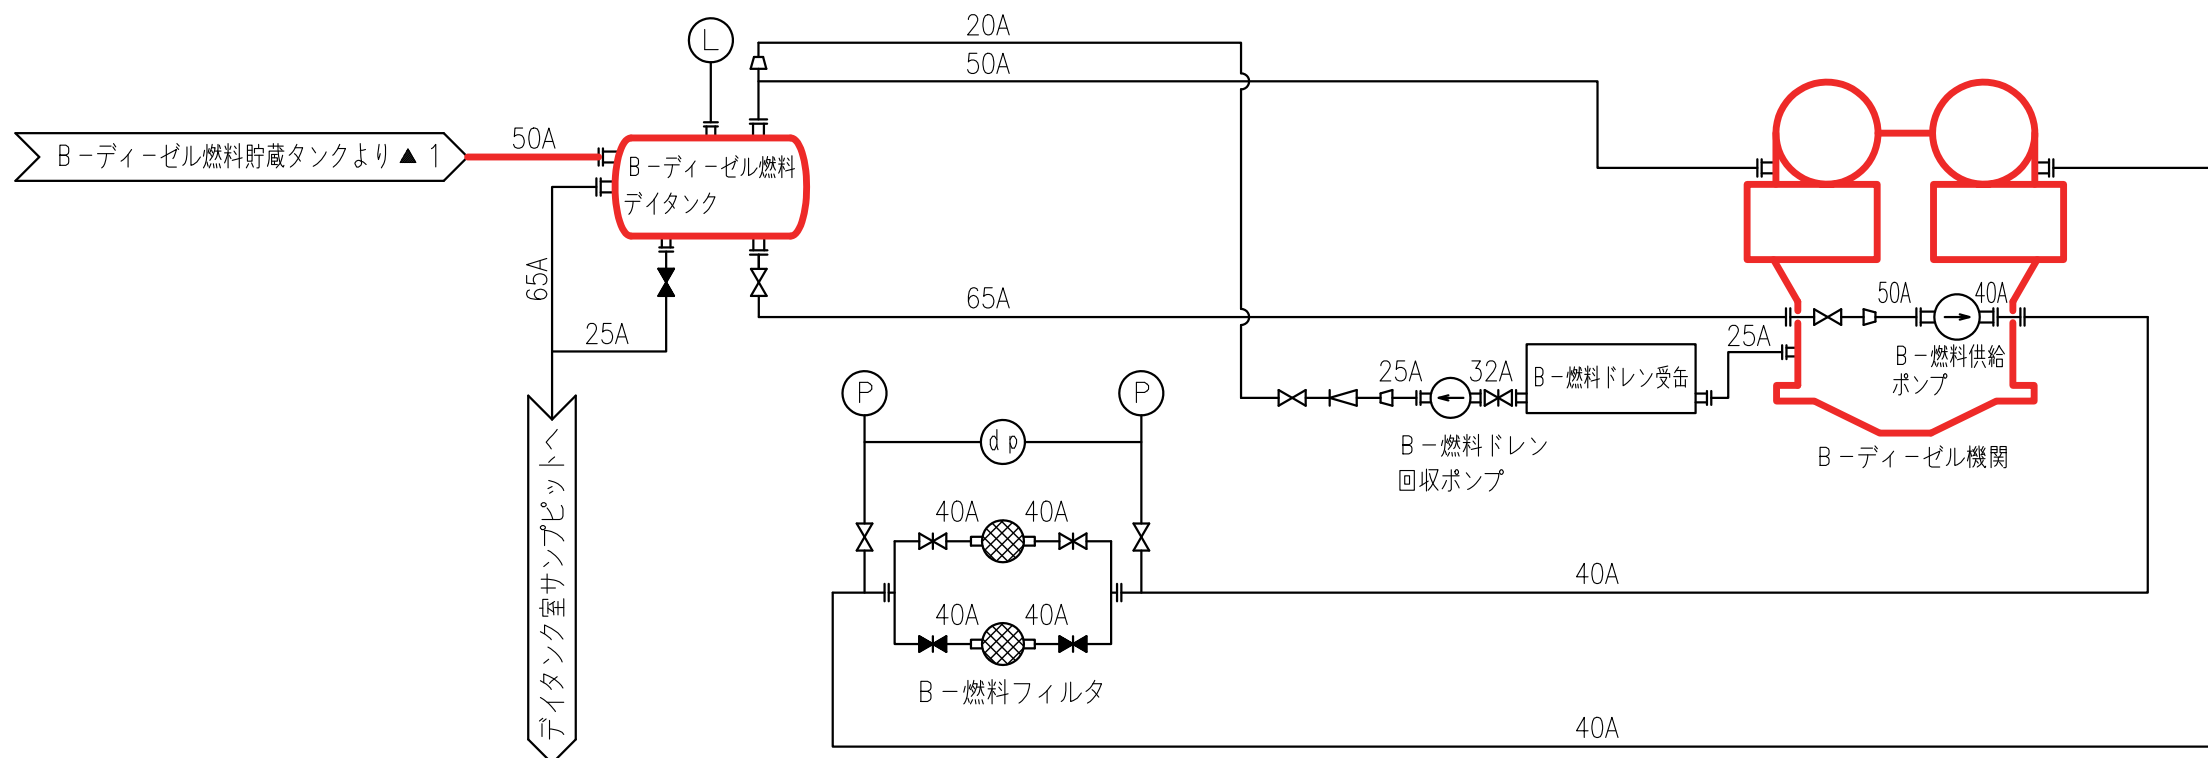 L
20A
50A
B－ディーゼル燃料貯蔵タンクより ▲ 1
50A
B－ディーゼル燃料
デイタンク
65A
25A
65A
50A
40A
B－燃料供給
ポンプ
25A
25A
32A
B－燃料ドレン受缶
P
P
dp
B－燃料ドレン
回収ポンプ
B－ディーゼル機関
デイタンク室サンプピットへ
40A
40A
40A
40A
40A
B－燃料フィルタ
40A